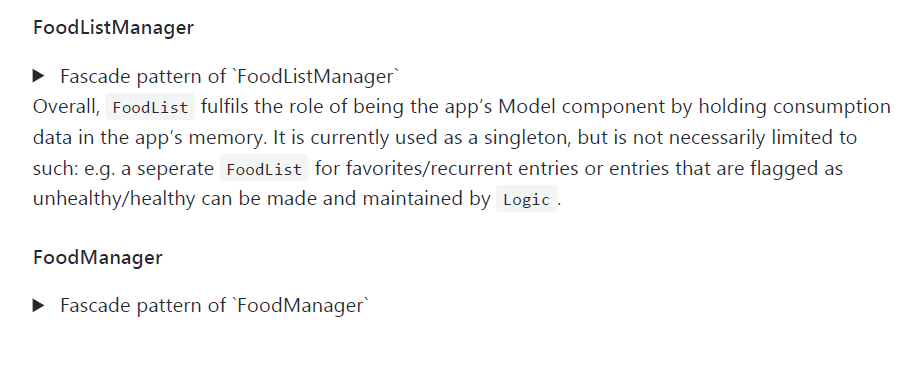 FoodListManager
Fascade pattern of `FoodListManager`
Overall, FoodList fulfils the role of being the app’s Model component by holding consumption
data in the app’s memory. It is currently used as a singleton, but is not necessarily limited to
such: e.g. a seperate FoodList for favorites/recurrent entries or entries that are flagged as
unhealthy/healthy can be made and maintained by Logic.
FoodManager
Fascade pattern of `FoodManager`